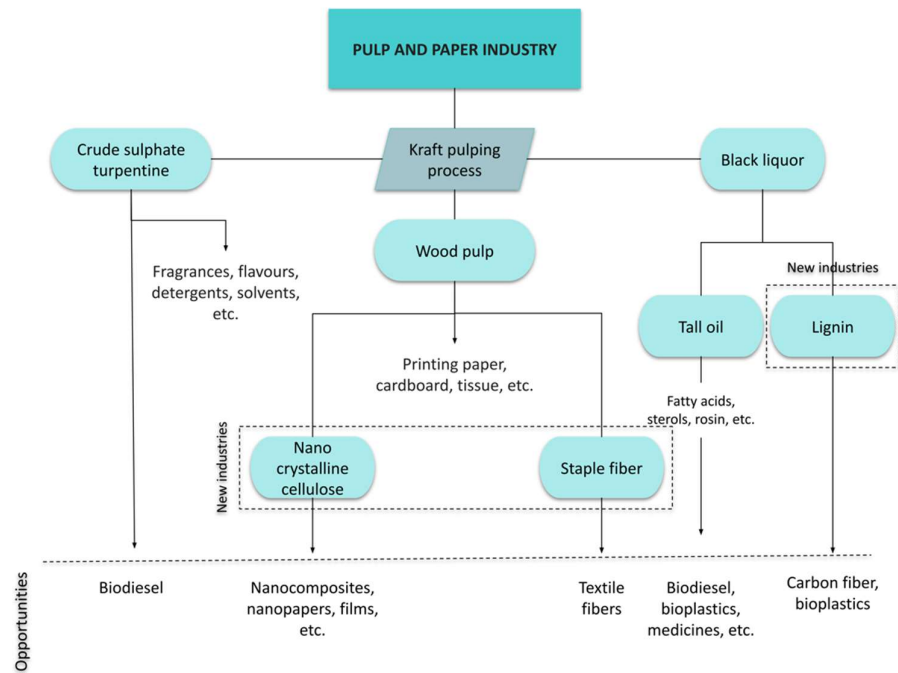 PULP AND PAPER INDUSTRY
Crude sulphate
turpentine
Kraft pulping
process
Black liquor
Wood pulp
Fragrances, flavours,
detergents, solvents,
etc.
New industries
Tall oil
Lignin
Printing paper,
cardboard, tissue, etc.
Fatty acids,
sterols, rosin, etc.
New industries
Nano
crystalline
cellulose
Staple fiber
Opportunities
Biodiesel
Nanocomposites,
nanopapers, films,
etc.
Textile
fibers
Biodiesel,
bioplastics,
medicines, etc.
Carbon fiber,
bioplastics